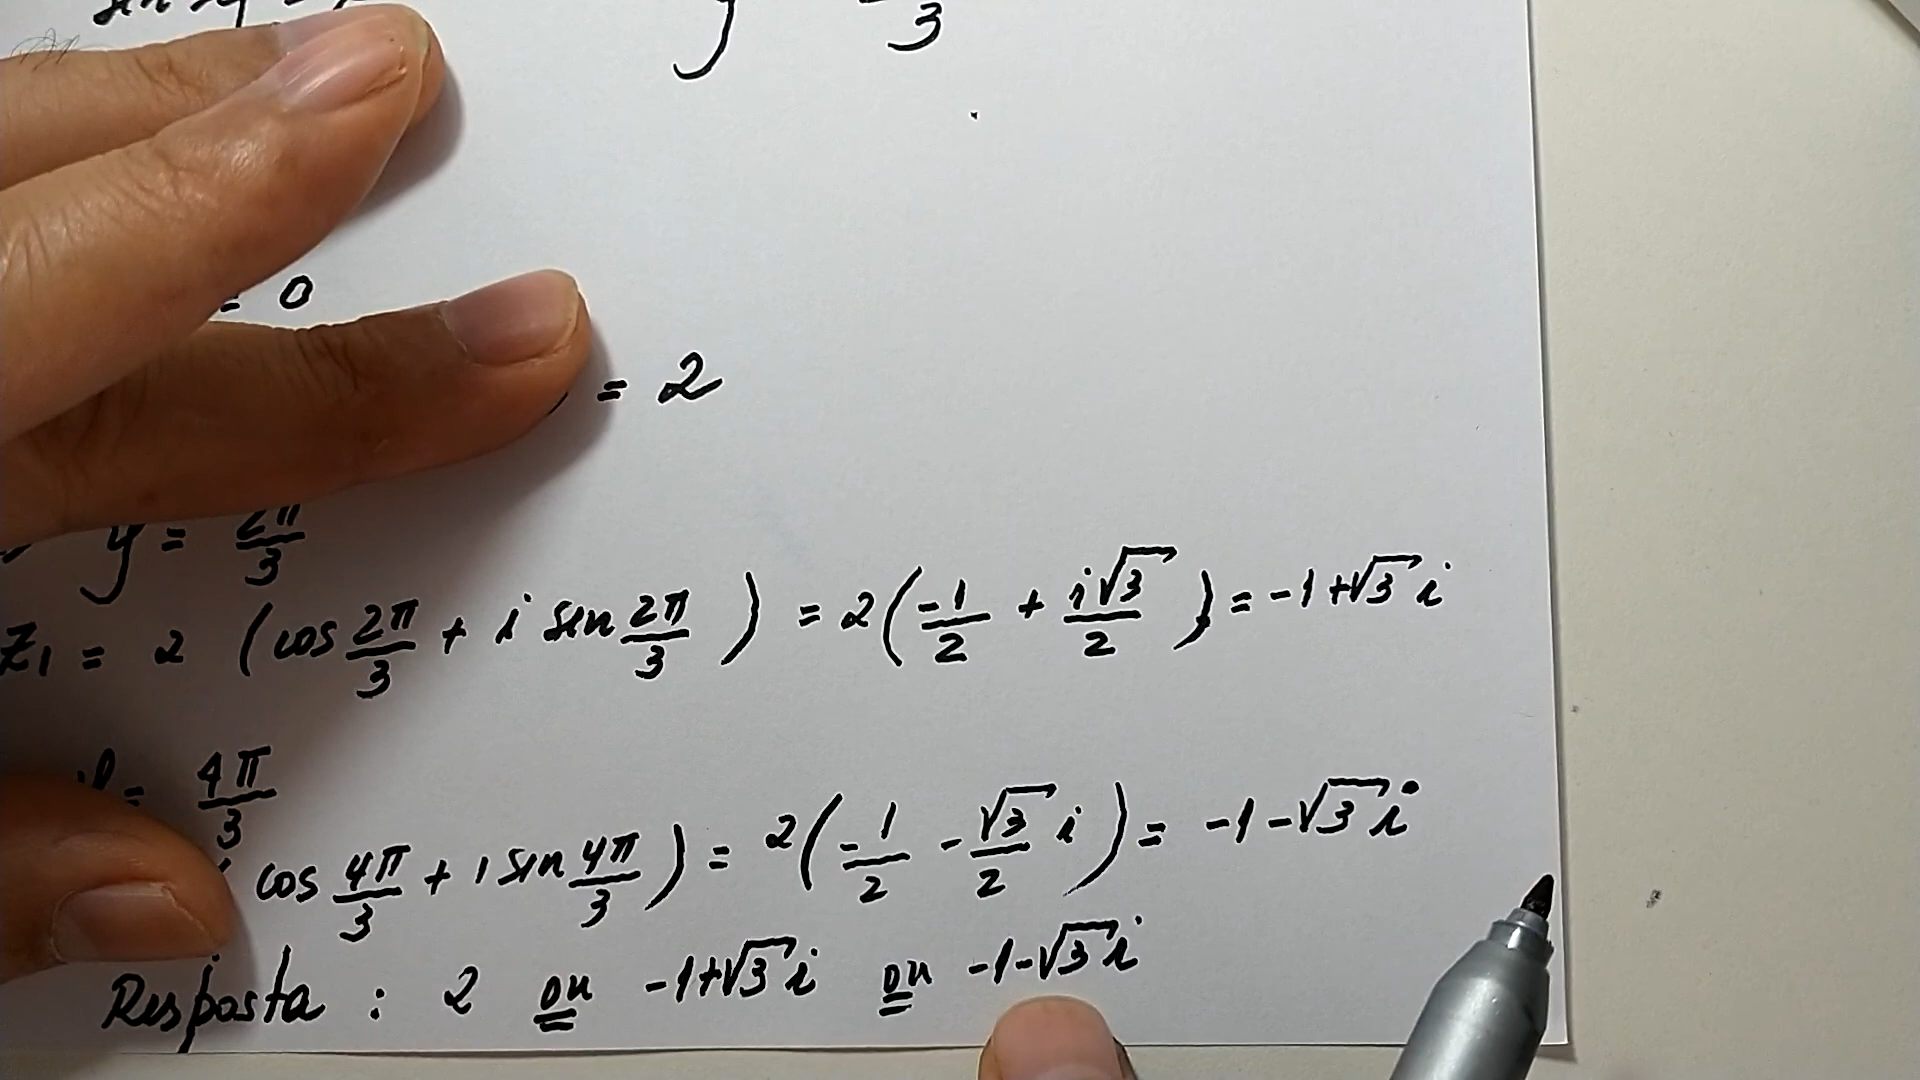 y = 3
= 0
= 2
y = 2π/3
z₁ = 2 (cos 2π/3 + i sin 2π/3) = 2(-1/2 + i√3/2) = -1+√3 i
= 4π/3
cos 4π/3 + i sin 4π/3) = 2(-1/2 - √3/2 i) = -1-√3 i
Resposta : 2 ou -1+√3 i ou -1-√3 i